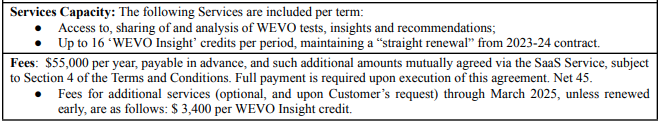 Services Capacity: The following Services are included per term:
● Access to, sharing of and analysis of WEVO tests, insights and recommendations;
● Up to 16 ‘WEVO Insight’ credits per period, maintaining a “straight renewal” from 2023-24 contract.
Fees: $55,000 per year, payable in advance, and such additional amounts mutually agreed via the SaaS Service, subject
to Section 4 of the Terms and Conditions. Full payment is required upon execution of this agreement. Net 45.
● Fees for additional services (optional, and upon Customer’s request) through March 2025, unless renewed
early, are as follows: $ 3,400 per WEVO Insight credit.